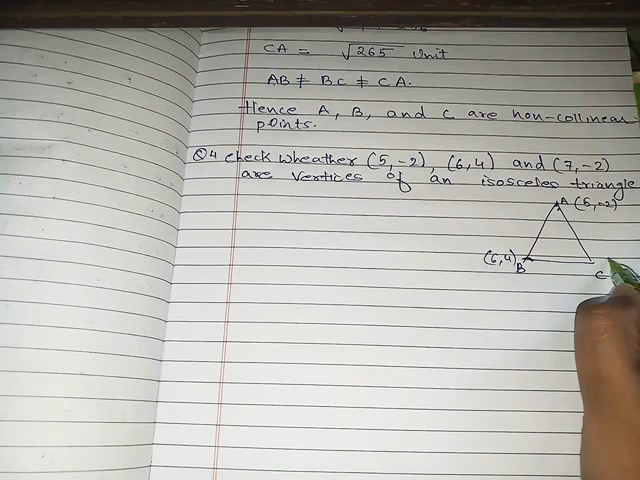 CA = √265 Unit
AB ≠ BC ≠ CA.
Hence A, B, and C are non-collinear
points.
Q4 check wheather (5,-2), (6,4) and (7,-2)
are vertices of an isosceles triangle
A (5,-2)
(6,4) B
C